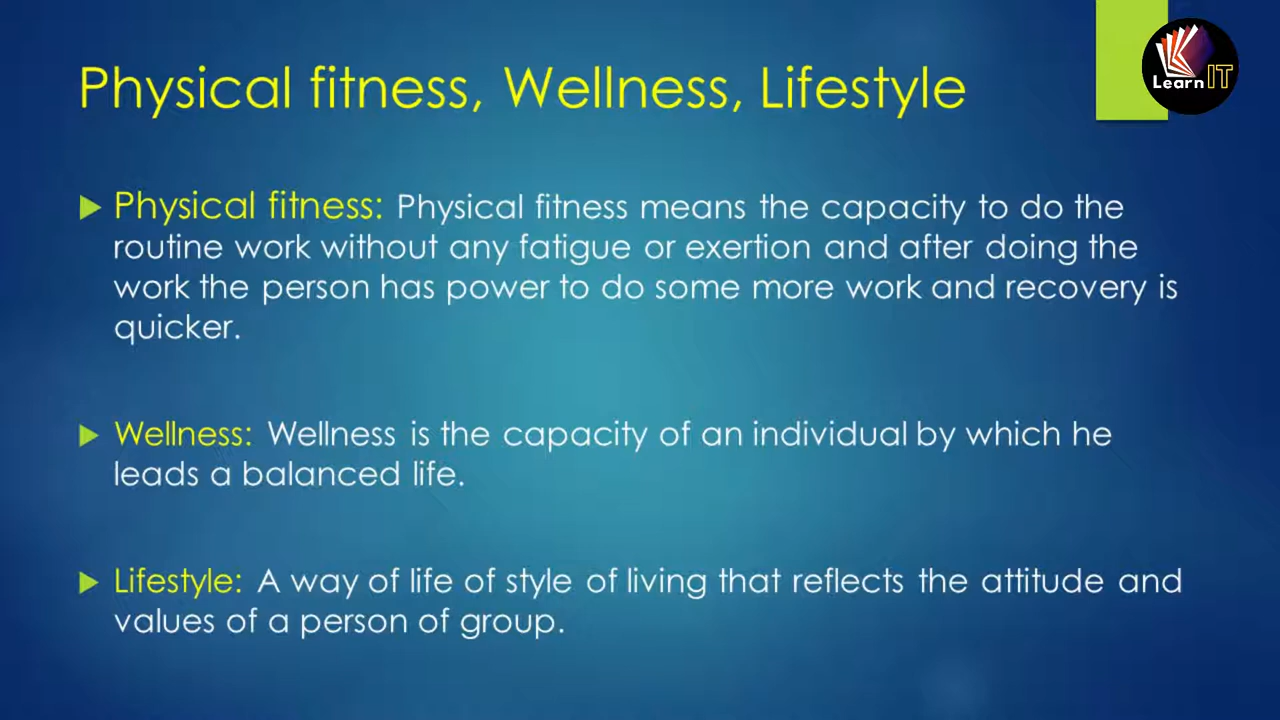 Physical fitness, Wellness, Lifestyle
Learn IT
Physical fitness: Physical fitness means the capacity to do the
routine work without any fatigue or exertion and after doing the
work the person has power to do some more work and recovery is
quicker.
Wellness: Wellness is the capacity of an individual by which he
leads a balanced life.
Lifestyle: A way of life of style of living that reflects the attitude and
values of a person of group.